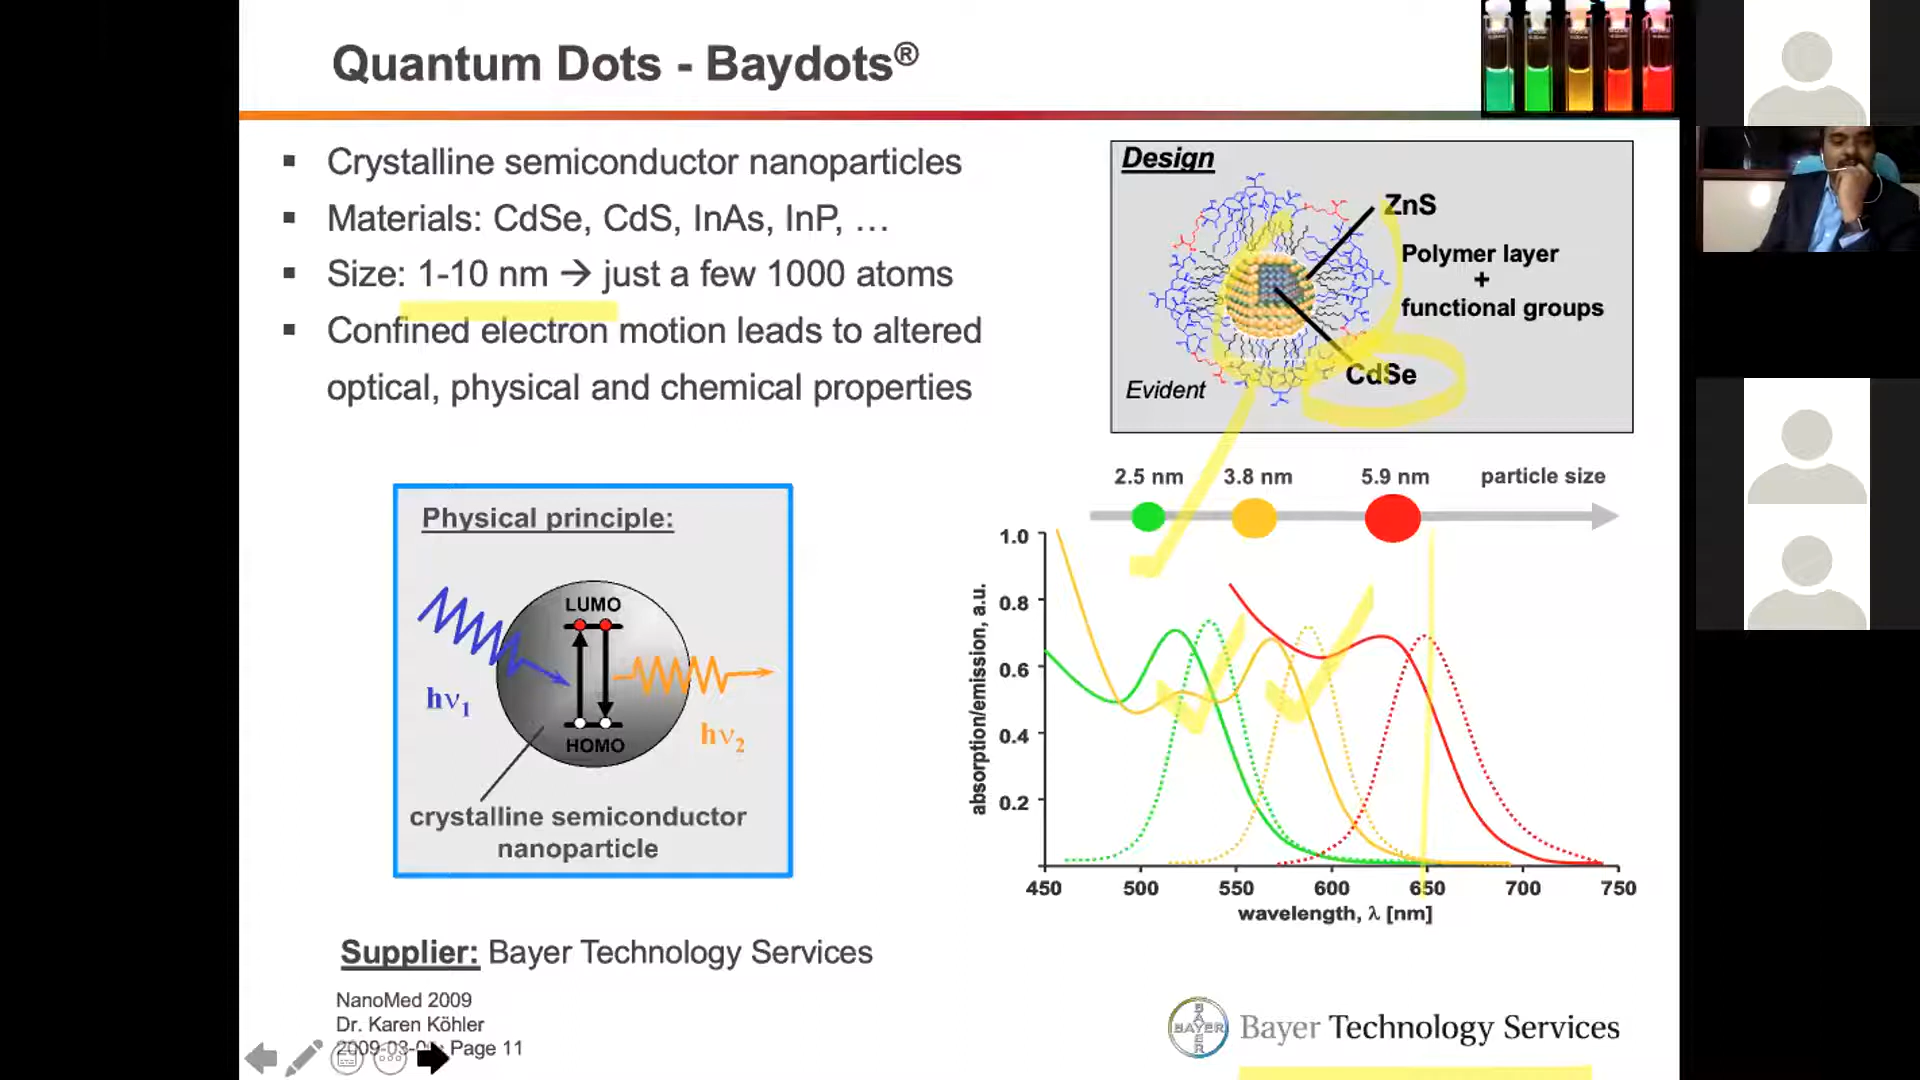 Quantum Dots - Baydots®
▪ Crystalline semiconductor nanoparticles
▪ Materials: CdSe, CdS, InAs, InP, …
▪ Size: 1-10 nm → just a few 1000 atoms
▪ Confined electron motion leads to altered
optical, physical and chemical properties
Design
ZnS
Polymer layer
+
functional groups
CdSe
Evident
Physical principle:
LUMO
hν1
hν2
HOMO
crystalline semiconductor
nanoparticle
2.5 nm 3.8 nm 5.9 nm particle size
1.0
0.8
0.6
0.4
0.2
absorption/emission, a.u.
450 500 550 600 650 700 750
wavelength, λ [nm]
Supplier: Bayer Technology Services
NanoMed 2009
Dr. Karen Köhler
Page 11
BAYER
BAYER
Bayer Technology Services